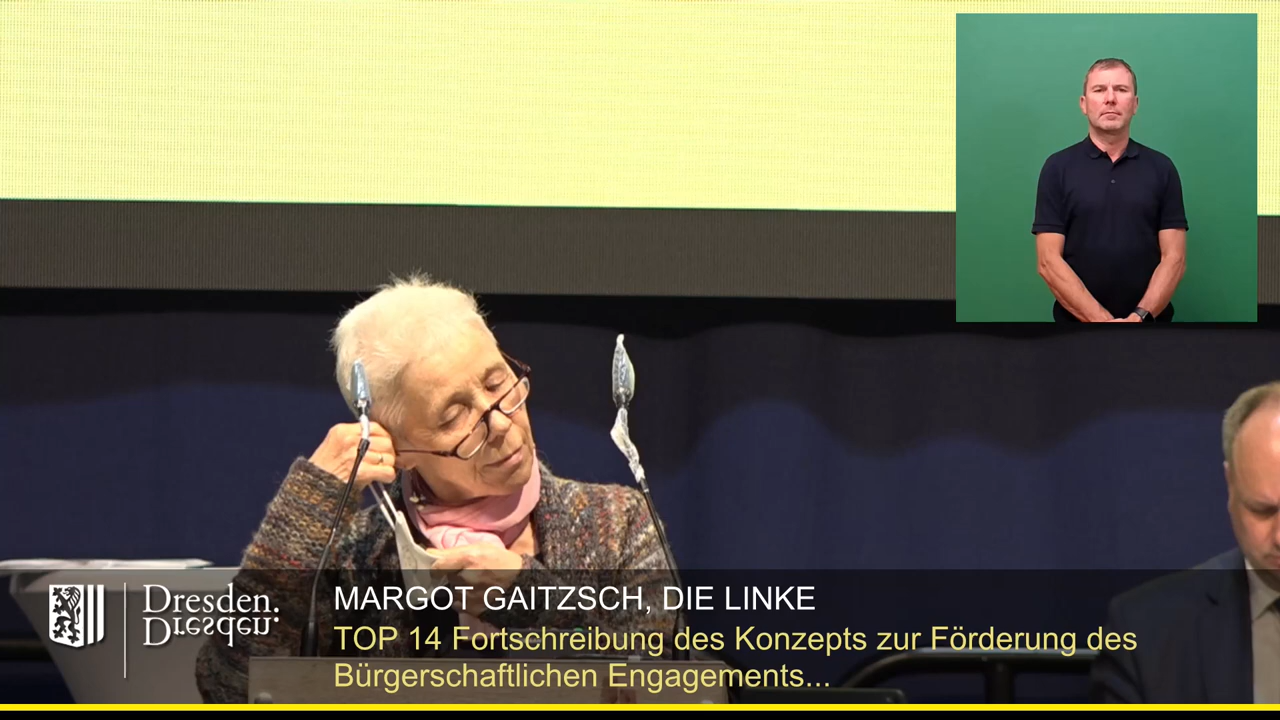 Dresden.
Dresden.
MARGOT GAITZSCH, DIE LINKE
TOP 14 Fortschreibung des Konzepts zur Förderung des
Bürgerschaftlichen Engagements...